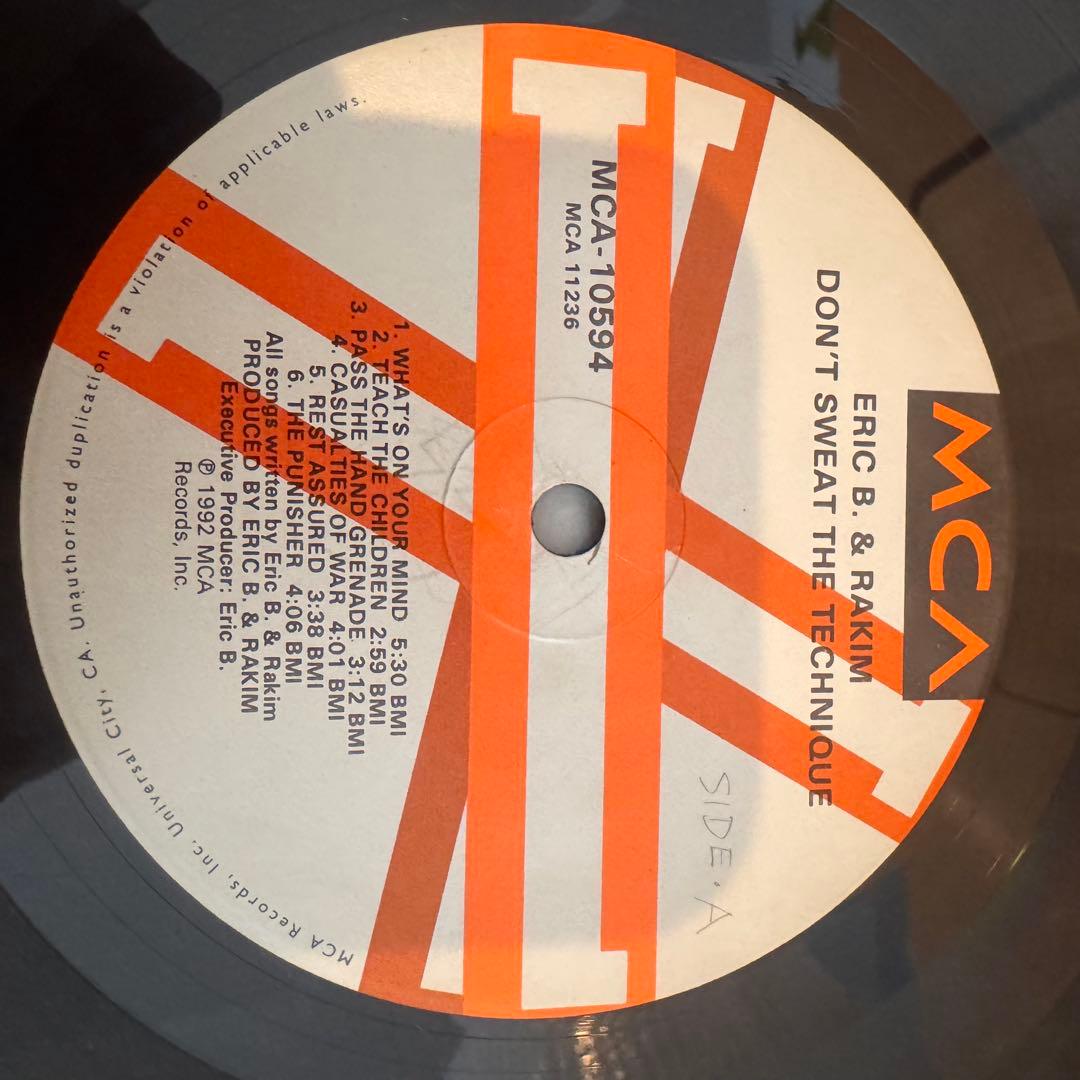 MCA
ERIC B. & RAKIM
DON'T SWEAT THE TECHNIQUE
SIDE.A
MCA-10594
MCA 11236
1. WHAT'S ON YOUR MIND 5:30 BMI
2. TEACH THE CHILDREN 2:59 BMI
3. PASS THE HAND GRENADE 3:12 BMI
4. CASUALTIES OF WAR 4:01 BMI
5. REST ASSURED 3:38 BMI
6. THE PUNISHER 4:06 BMI
All songs written by Eric B. & Rakim
PRODUCED BY ERIC B. & RAKIM
Executive Producer: Eric B.
℗ 1992 MCA
Records, Inc.
MCA Records, Inc. Universal City, CA. Unauthorized duplication is a violation of applicable laws.